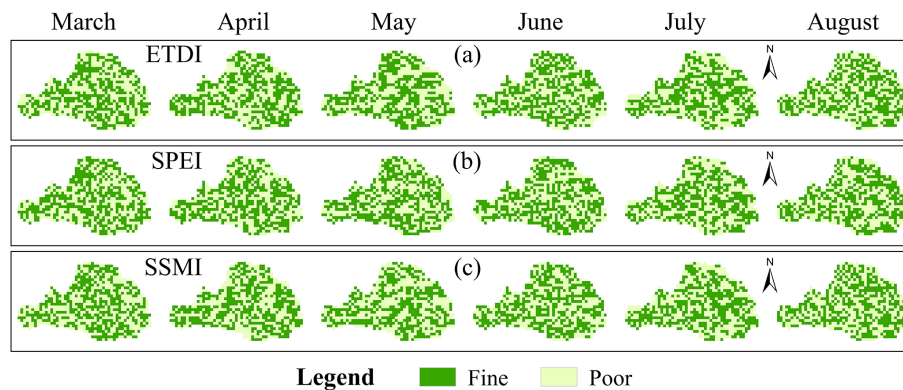 March April May June July August
ETDI (a) N
SPEI (b) N
SSMI (c) N
Legend Fine Poor